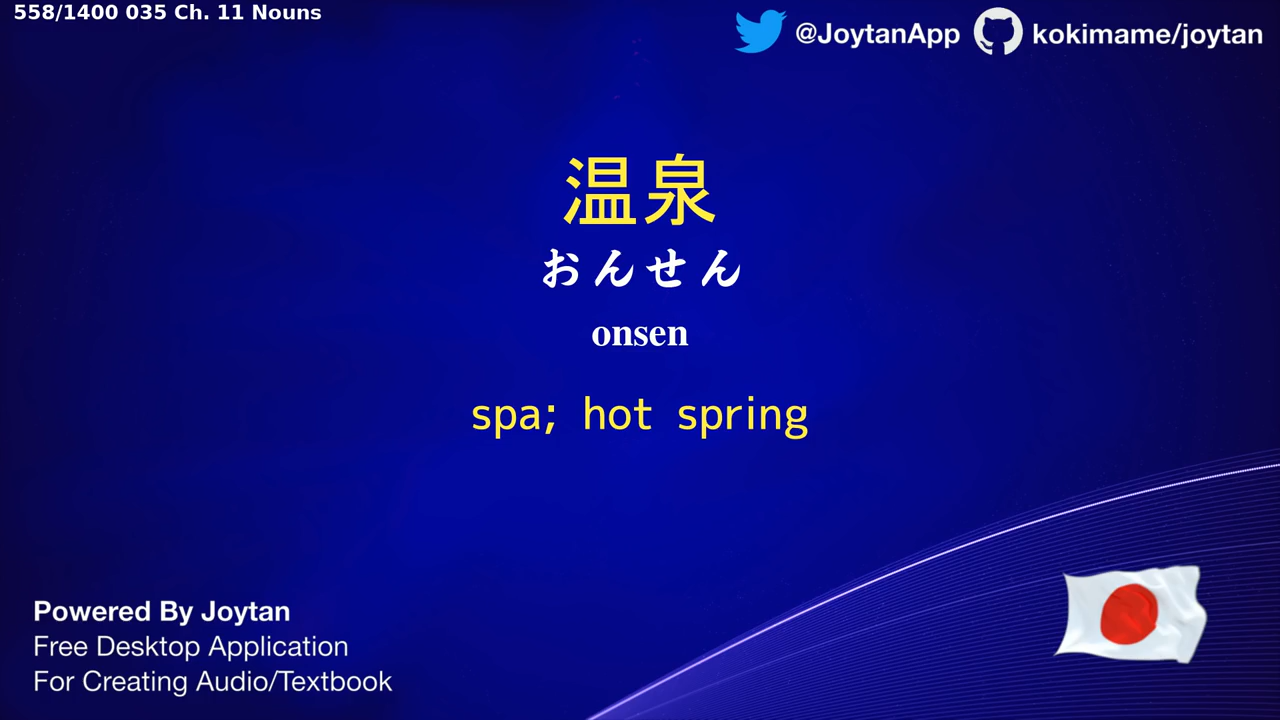 558/1400 035 Ch. 11 Nouns
@JoytanApp kokimame/joytan
温泉
おんせん
onsen
spa; hot spring
Powered By Joytan
Free Desktop Application
For Creating Audio/Textbook